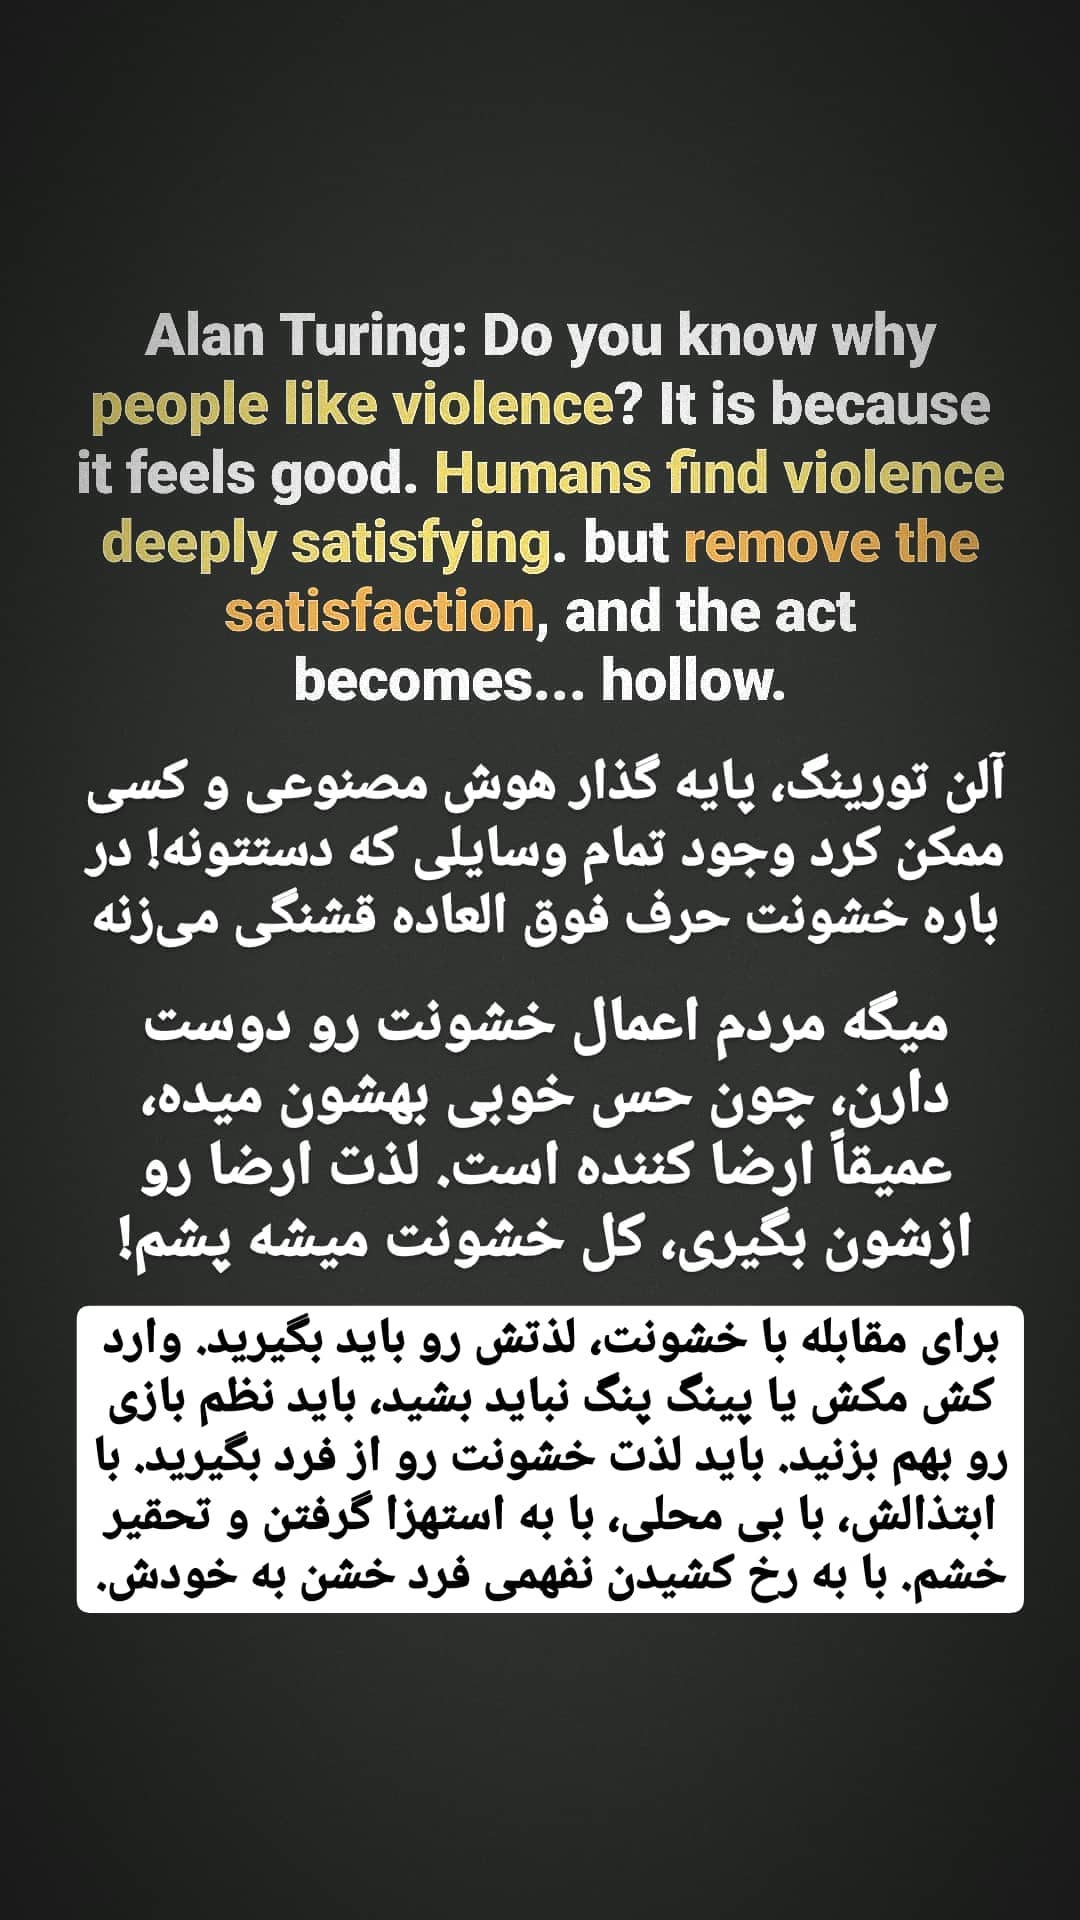 Alan Turing: Do you know why
people like violence? It is because
it feels good. Humans find violence
deeply satisfying. but remove the
satisfaction, and the act
becomes... hollow.
آلن تورینگ، پایه گذار هوش مصنوعی و کسی
ممکن کرد وجود تمام وسایلی که دستتونه! در
باره خشونت حرف فوق العاده قشنگی می‌زنه
میگه مردم اعمال خشونت رو دوست
دارن، چون حس خوبی بهشون میده،
عمیقاً ارضا کننده است. لذت ارضا رو
ازشون بگیری، کل خشونت میشه پشم!
برای مقابله با خشونت، لذتش رو باید بگیرید. وارد
کش مکش یا پینگ پنگ نباید بشید، باید نظم بازی
رو بهم بزنید. باید لذت خشونت رو از فرد بگیرید. با
ابتذالش، با بی محلی، با به استهزا گرفتن و تحقیر
خشم. با به رخ کشیدن نفهمی فرد خشن به خودش.